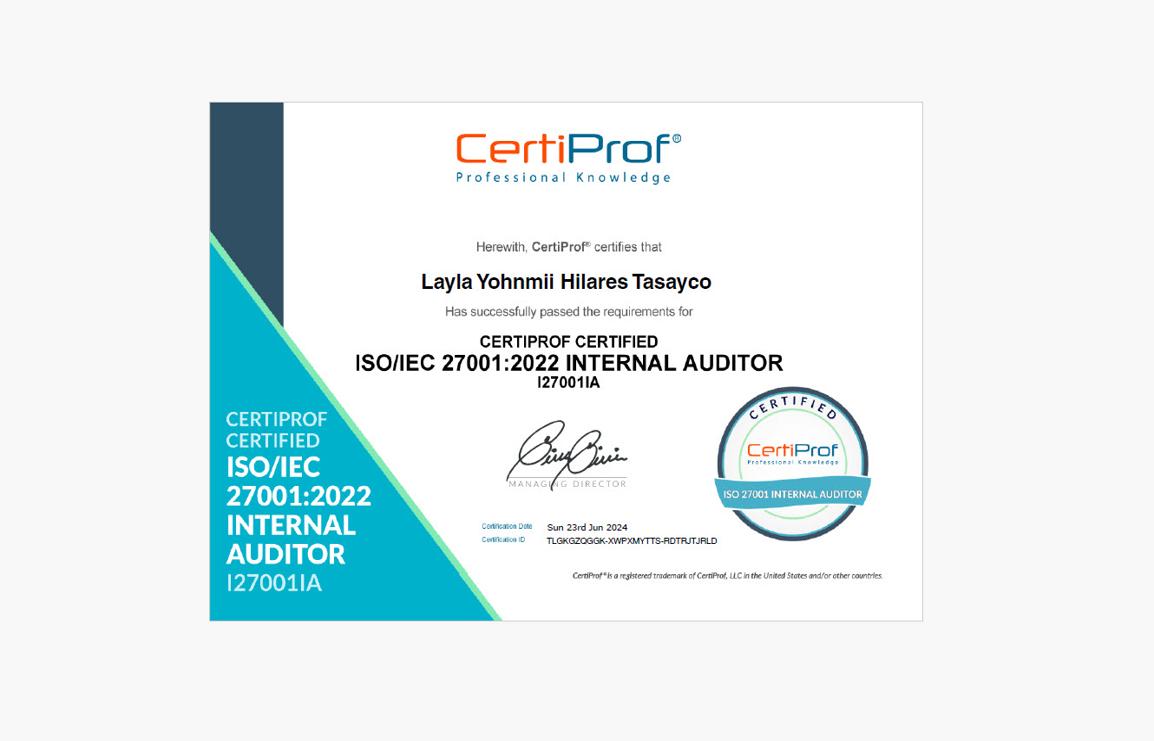 CertiProf®
Professional Knowledge
Herewith, CertiProf® certifies that
Layla Yohnmii Hilares Tasayco
Has successfully passed the requirements for
CERTIPROF CERTIFIED
ISO/IEC 27001:2022 INTERNAL AUDITOR
I27001IA
CERTIPROF
CERTIFIED
ISO/IEC
27001:2022
INTERNAL
AUDITOR
I27001IA
MANAGING DIRECTOR
CERTIFIED
CertiProf
Professional Knowledge
ISO 27001 INTERNAL AUDITOR
Certification Date Sun 23rd Jun 2024
Certification ID TLGKGZQGGK-XWPXMYTTS-RDTRJTJRLD
CertiProf® is a registered trademark of CertiProf, LLC in the United States and/or other countries.